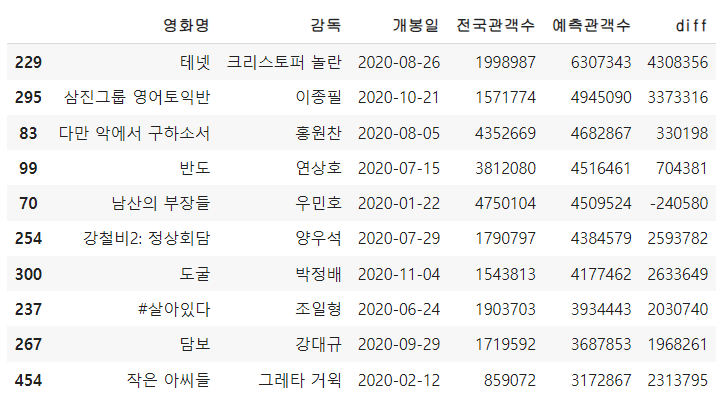 영화명 감독 개봉일 전국관객수 예측관객수 diff
229 테넷 크리스토퍼 놀란 2020-08-26 1998987 6307343 4308356
295 삼진그룹 영어토익반 이종필 2020-10-21 1571774 4945090 3373316
83 다만 악에서 구하소서 홍원찬 2020-08-05 4352669 4682867 330198
99 반도 연상호 2020-07-15 3812080 4516461 704381
70 남산의 부장들 우민호 2020-01-22 4750104 4509524 -240580
254 강철비2: 정상회담 양우석 2020-07-29 1790797 4384579 2593782
300 도굴 박정배 2020-11-04 1543813 4177462 2633649
237 #살아있다 조일형 2020-06-24 1903703 3934443 2030740
267 담보 강대규 2020-09-29 1719592 3687853 1968261
454 작은 아씨들 그레타 거윅 2020-02-12 859072 3172867 2313795